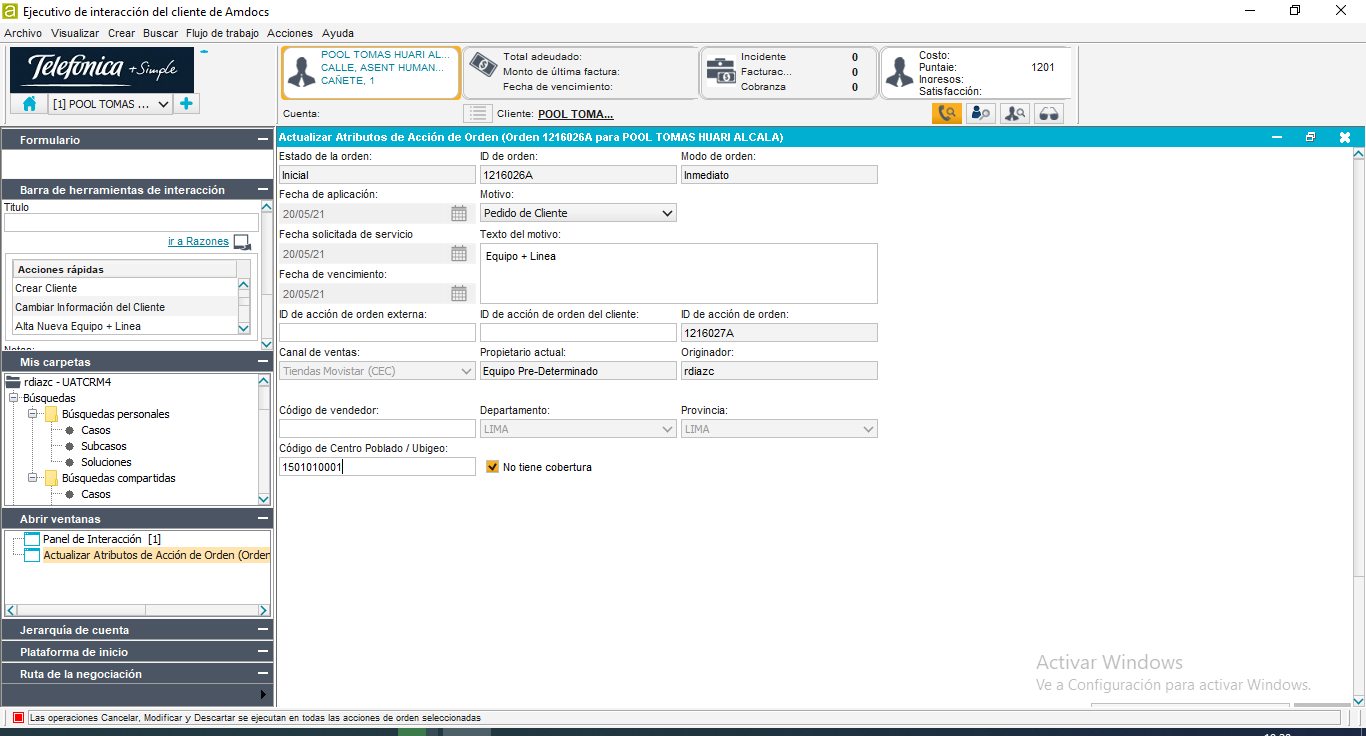 Ejecutivo de interacción del cliente de Amdocs
Archivo Visualizar Crear Buscar Flujo de trabajo Acciones Ayuda
Telefónica +Simple
[1] POOL TOMAS ...
POOL TOMAS HUARI AL...
CALLE, ASENT HUMAN...
CAÑETE, 1
Total adeudado:
Monto de última factura:
Fecha de vencimiento:
Incidente 0
Facturac... 0
Cobranza 0
Costo:
Puntaie: 1201
Inqresos:
Satisfacción:
Cuenta:
Cliente: POOL TOMA...
Formulario
Barra de herramientas de interacción
Título
ir a Razones
Acciones rápidas
Crear Cliente
Cambiar Información del Cliente
Alta Nueva Equipo + Linea
Notas:
Mis carpetas
rdiazc - UATCRM4
Búsquedas
Búsquedas personales
Casos
Subcasos
Soluciones
Búsquedas compartidas
Casos
Abrir ventanas
Panel de Interacción [1]
Actualizar Atributos de Acción de Orden (Orden
Jerarquía de cuenta
Plataforma de inicio
Ruta de la negociación
Actualizar Atributos de Acción de Orden (Orden 1216026A para POOL TOMAS HUARI ALCALA)
Estado de la orden: ID de orden: Modo de orden:
Inicial 1216026A Inmediato
Fecha de aplicación: Motivo:
20/05/21 Pedido de Cliente
Fecha solicitada de servicio Texto del motivo:
20/05/21 Equipo + Linea
Fecha de vencimiento:
20/05/21
ID de acción de orden externa: ID de acción de orden del cliente: ID de acción de orden:
1216027A
Canal de ventas: Propietario actual: Originador:
Tiendas Movistar (CEC) Equipo Pre-Determinado rdiazc
Código de vendedor: Departamento: Provincia:
LIMA LIMA
Código de Centro Poblado / Ubigeo:
1501010001 No tiene cobertura
Activar Windows
Ve a Configuración para activar Windows.
Las operaciones Cancelar, Modificar y Descartar se ejecutan en todas las acciones de orden seleccionadas